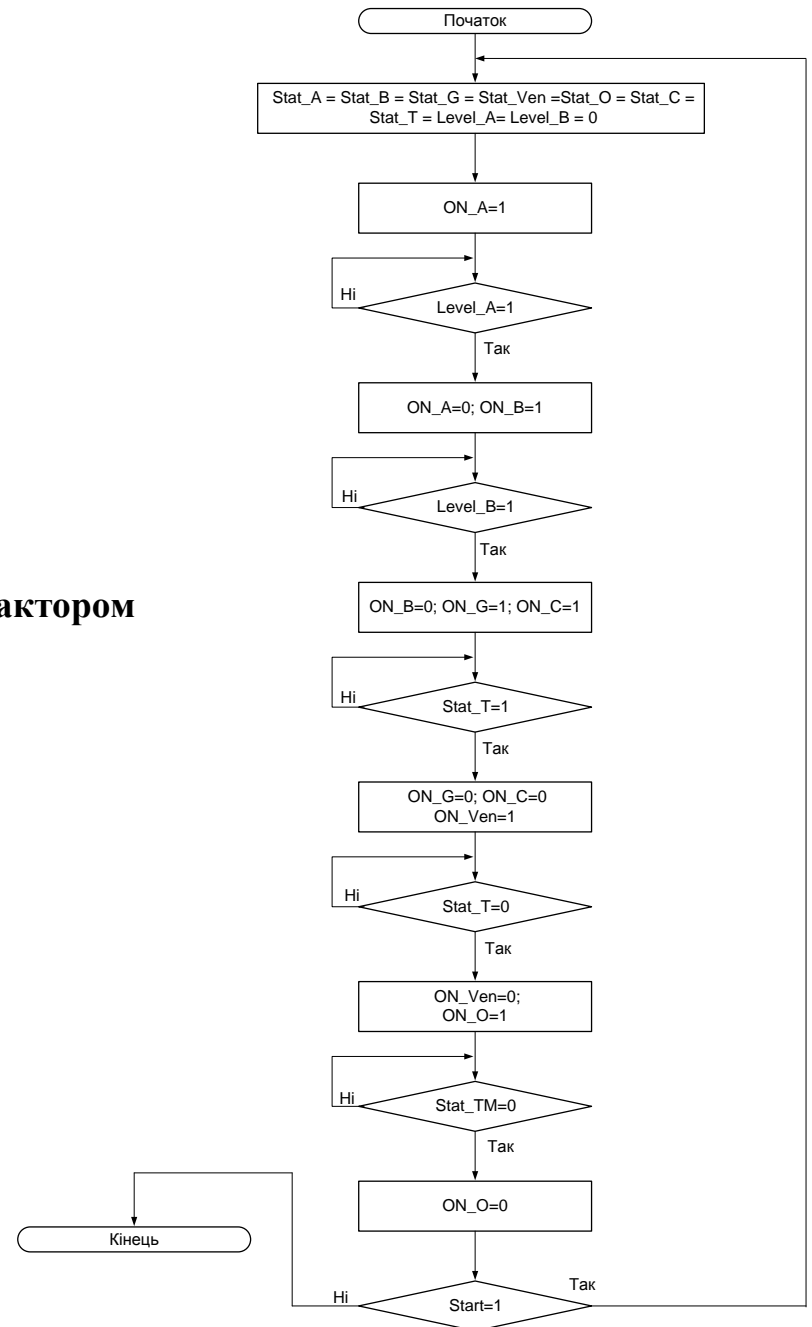 Початок
Stat_A = Stat_B = Stat_G = Stat_Ven =Stat_O = Stat_C =
Stat_T = Level_A= Level_B = 0
ON_A=1
Ні
Level_A=1
Так
ON_A=0; ON_B=1
Ні
Level_B=1
Так
актором
ON_B=0; ON_G=1; ON_C=1
Ні
Stat_T=1
Так
ON_G=0; ON_C=0
ON_Ven=1
Ні
Stat_T=0
Так
ON_Ven=0;
ON_O=1
Ні
Stat_TM=0
Так
ON_O=0
Кінець
Ні
Start=1
Так